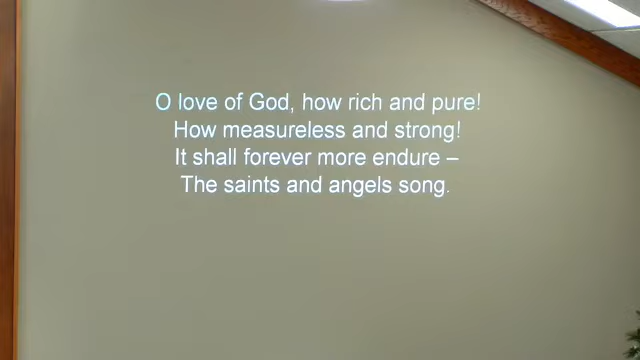 O love of God, how rich and pure!
How measureless and strong!
It shall forever more endure –
The saints and angels song.